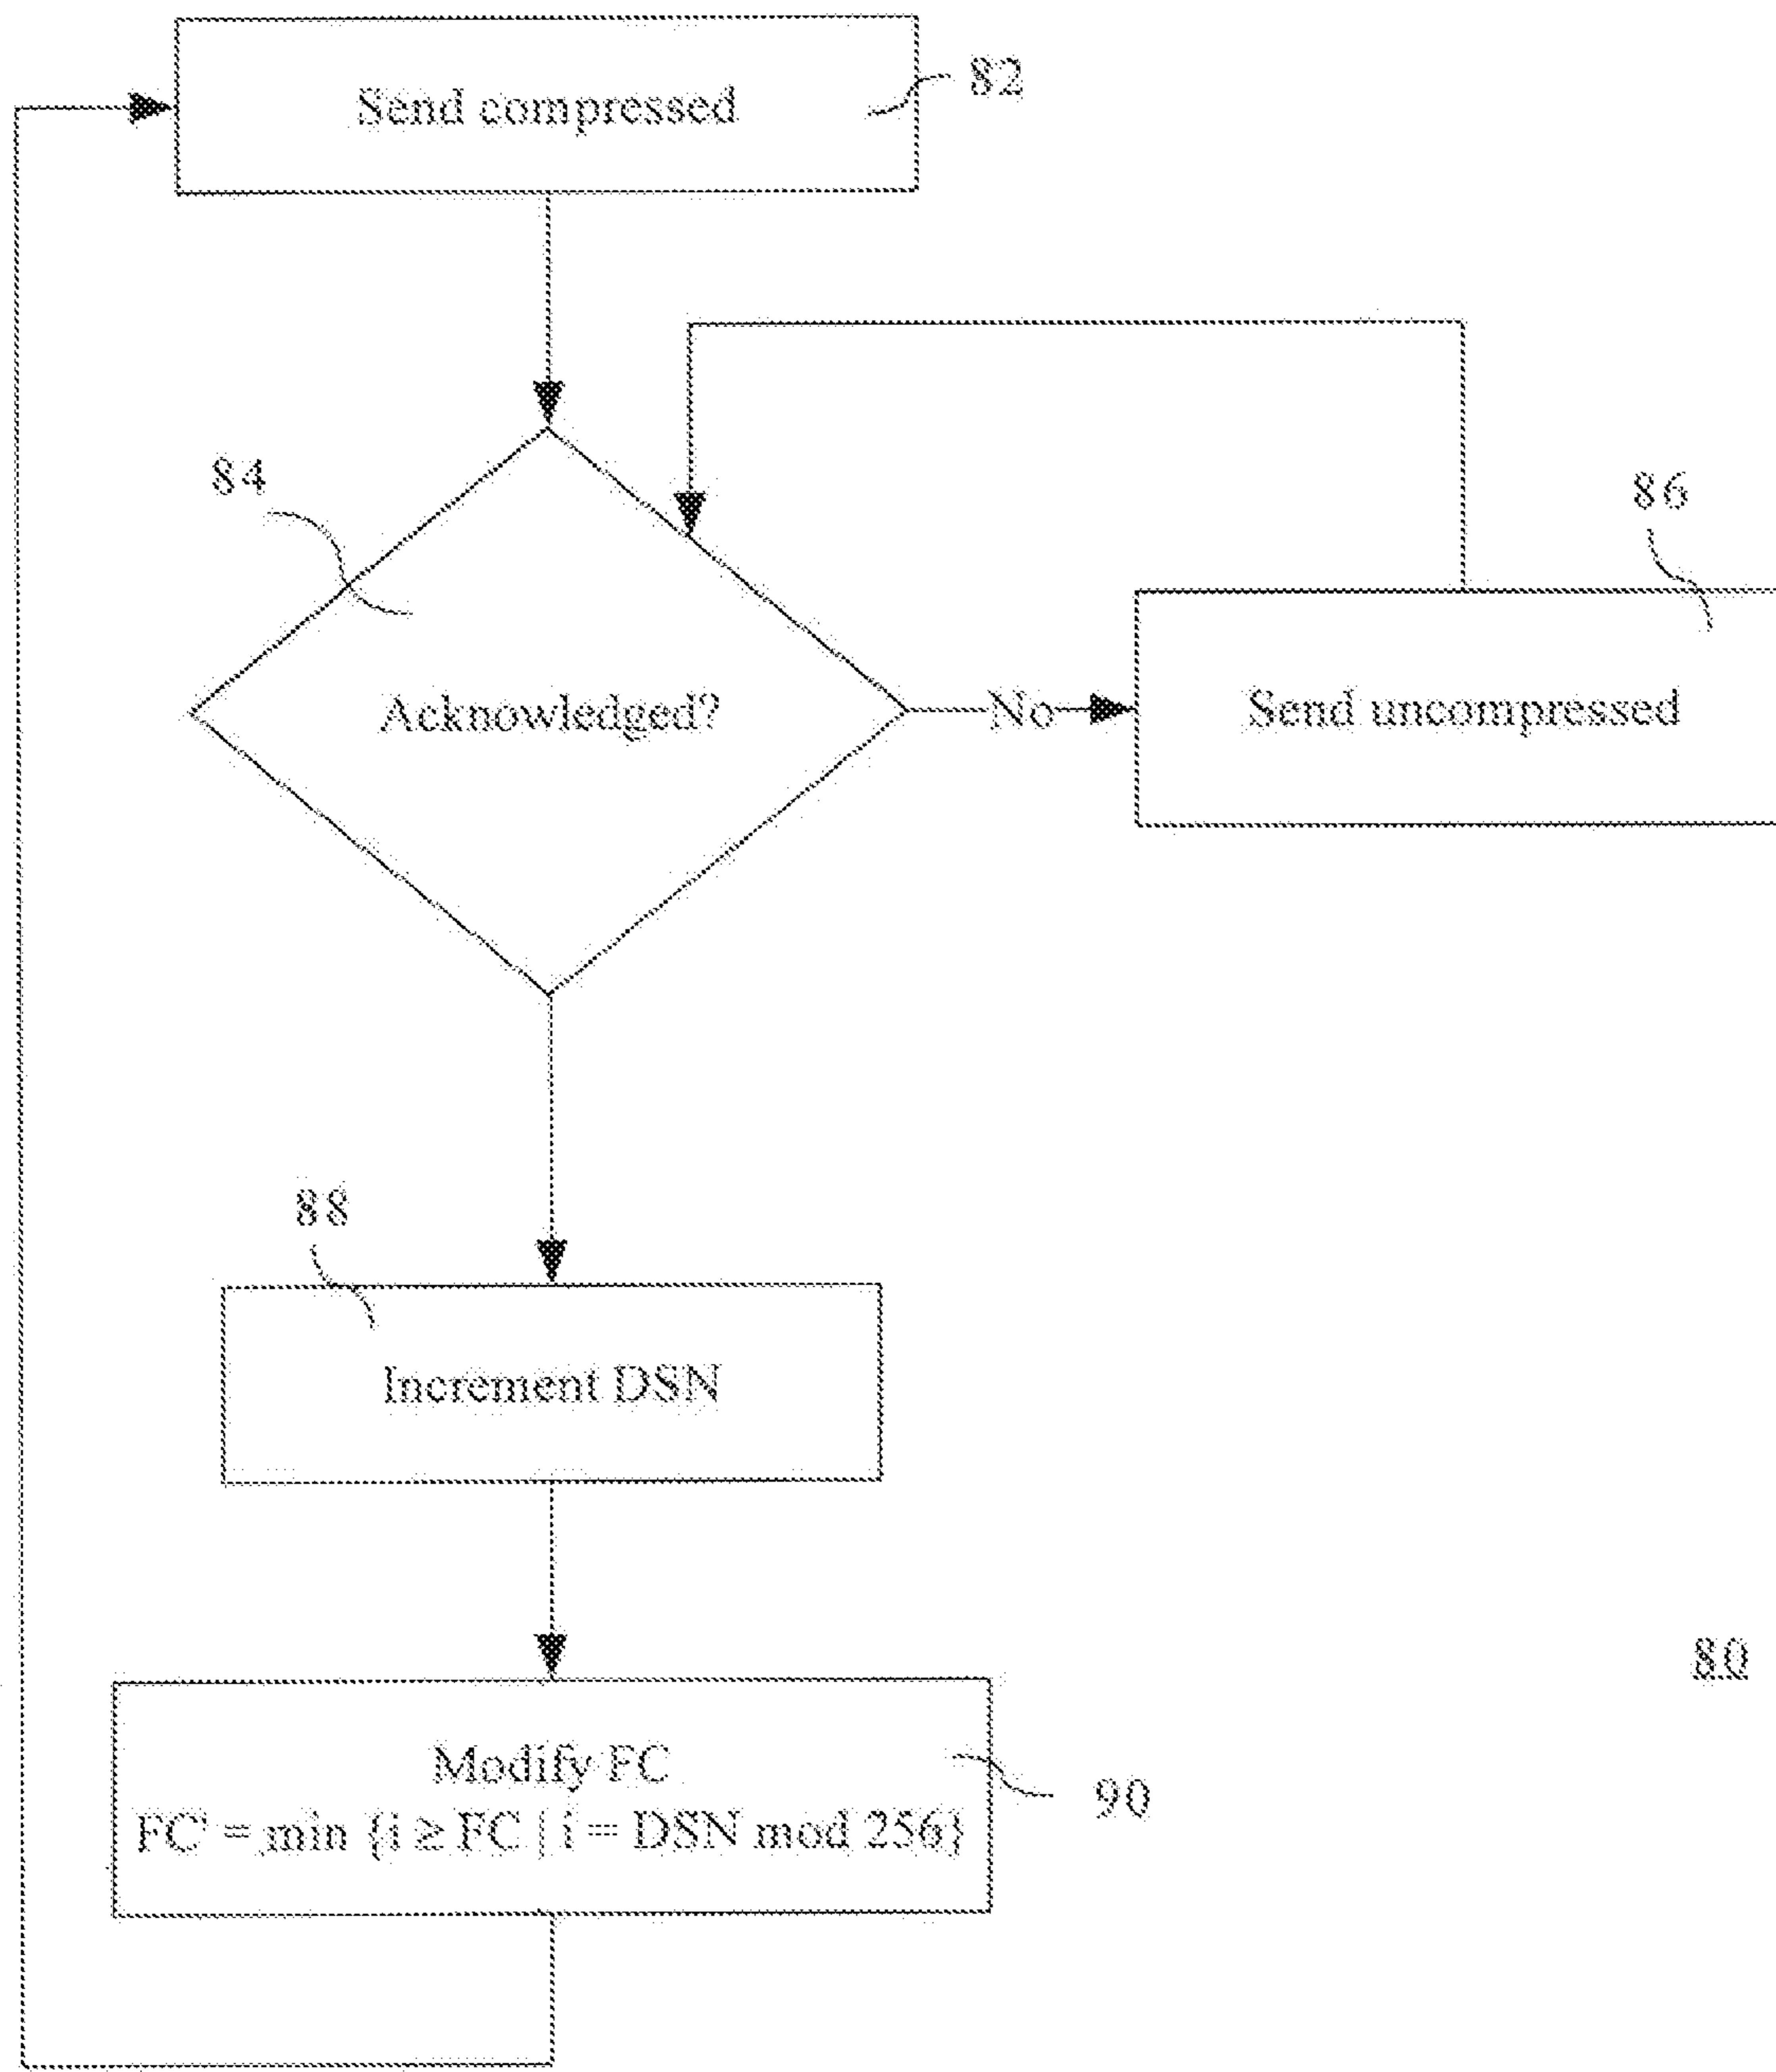 Send compressed
82
84
86
Acknowledged?
No
Send uncompressed
88
Increment DSN
80
Modify FC
FC' = min {i ≥ FC | i = DSN mod 256}
90